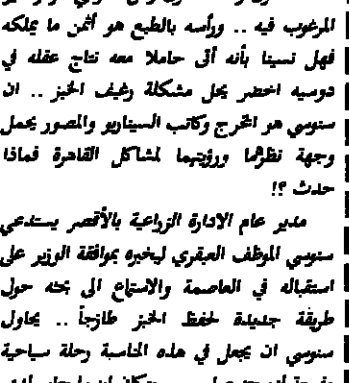 المرغوب فيه .. ورأسه بالطبع هو أثمن ما يملكه
فهل نسينا بأنه أتى حاملا معه نتاج عقله في
دوسيه اخضر يحل مشكلة رغيف الخبز .. ان
سنوسي هو المخرج وكاتب السيناريو والمصور يحمل
وجهة نظرهما ورؤيتهما لمشاكل القاهرة فماذا
حدث ؟!
مدير عام الادارة الزراعية بالأقصر يستدعي
سنوسي الموظف العبقري ليخبره بموافقة الوزير على
استقباله في العاصمة والاستماع الى بحثه حول
طريقة جديدة لحفظ الخبز طازجاً .. يحاول
سنوسي ان يجعل في هذه المناسبة رحلة سياحية